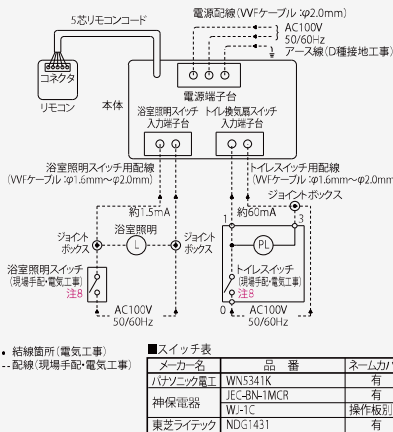 5芯リモコンコード
電源配線(VVFケーブル:φ2.0mm)
AC100V
50/60Hz
アース線(D種接地工事)
コネクタ
リモコン
本体
電源端子台
浴室照明スイッチ
入力端子台
トイレ換気扇スイッチ
入力端子台
浴室照明スイッチ用配線
(VVFケーブル:φ1.6mm〜φ2.0mm)
トイレスイッチ用配線
(VVFケーブル:φ1.6mm〜φ2.0mm
ジョイントボックス
約1.5mA
約60mA
浴室照明
ジョイント
ボックス
L
ジョイント
ボックス
1
3
PL
浴室照明スイッチ
(現場手配・電気工事)
注8
トイレスイッチ
(現場手配・電気工事)
注8
AC100V
50/60Hz
0
AC100V
50/60Hz
• 結線箇所(電気工事)
--配線(現場手配・電気工事)
■スイッチ表
メーカー名 品番 ネームカバ
パナソニック電工 WN5341K 有
神保電器 JEC-BN-1MCR 有
WJ-1C 操作板別
東芝ライテック NDG1431 有